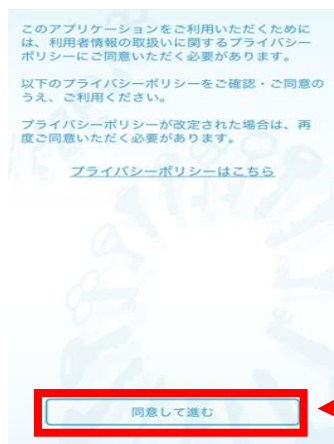 このアプリケーションをご利用いただくために
は、利用者情報の取扱いに関するプライバシー
ポリシーにご同意いただく必要があります。
以下のプライバシーポリシーをご確認・ご同意の
うえ、ご利用ください。
プライバシーポリシーが改定された場合は、再
度ご同意いただく必要があります。
プライバシーポリシーはこちら
同意して進む